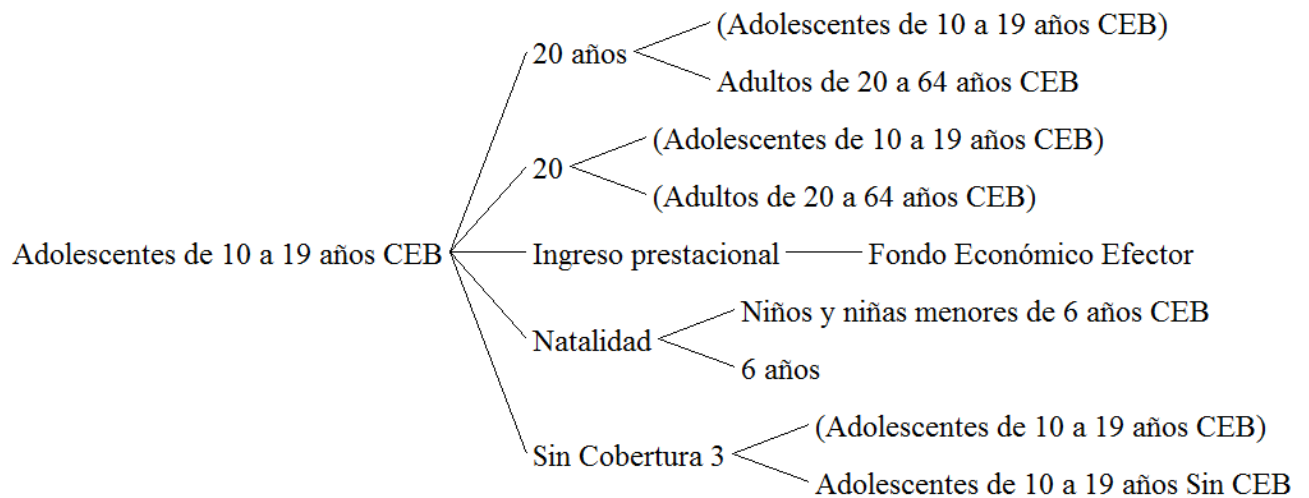 (Adolescentes de 10 a 19 años CEB)
20 años
Adultos de 20 a 64 años CEB
(Adolescentes de 10 a 19 años CEB)
20
(Adultos de 20 a 64 años CEB)
Adolescentes de 10 a 19 años CEB
Ingreso prestacional
Fondo Económico Efector
Niños y niñas menores de 6 años CEB
Natalidad
6 años
(Adolescentes de 10 a 19 años CEB)
Sin Cobertura 3
Adolescentes de 10 a 19 años Sin CEB